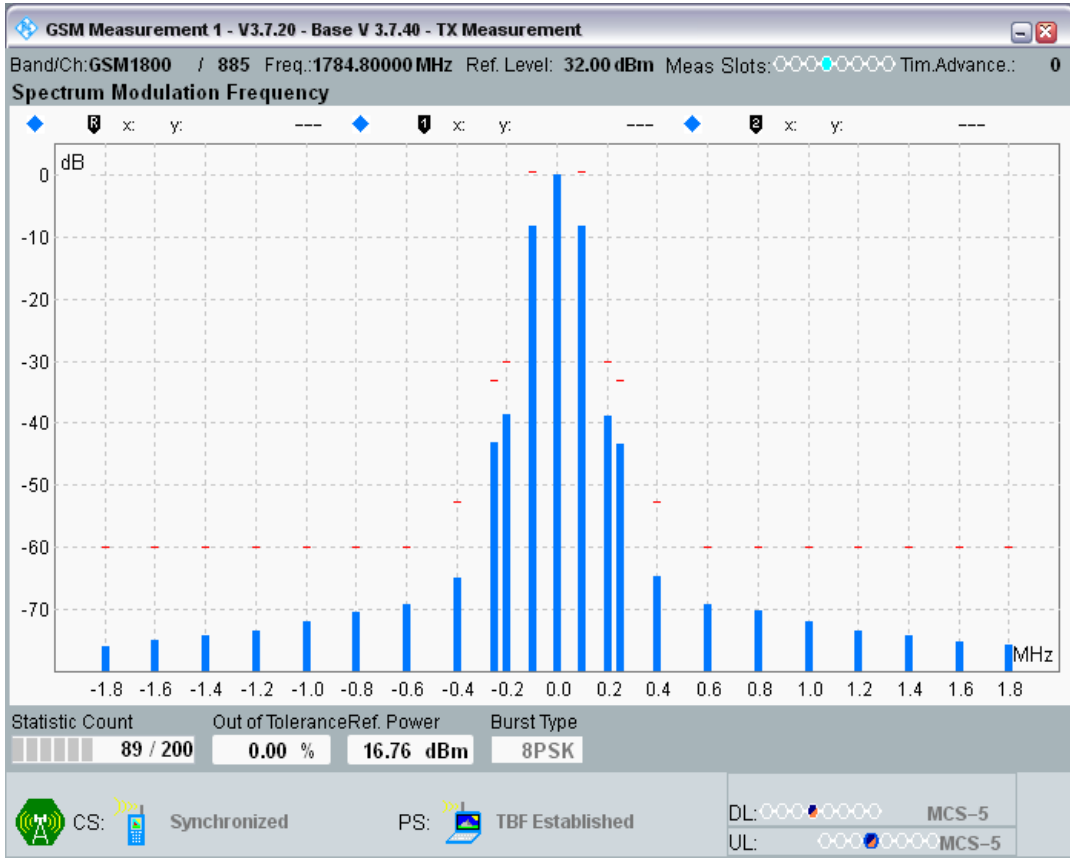 GSM Measurement 1 - V3.7.20 - Base V 3.7.40 - TX Measurement
Band/Ch:GSM1800 / 885 Freq.:1784.80000 MHz Ref. Level: 32.00 dBm Meas Slots: Tim.Advance.: 0
Spectrum Modulation Frequency
R x: y: --- 1 x: y: --- 2 x: y: ---
dB
0
-10
-20
-30
-40
-50
-60
-70
MHz
-1.8 -1.6 -1.4 -1.2 -1.0 -0.8 -0.6 -0.4 -0.2 0.0 0.2 0.4 0.6 0.8 1.0 1.2 1.4 1.6 1.8
Statistic Count Out of Tolerance Ref. Power Burst Type
89 / 200 0.00 % 16.76 dBm 8PSK
CS: Synchronized PS: TBF Established
DL: MCS-5
UL: MCS-5